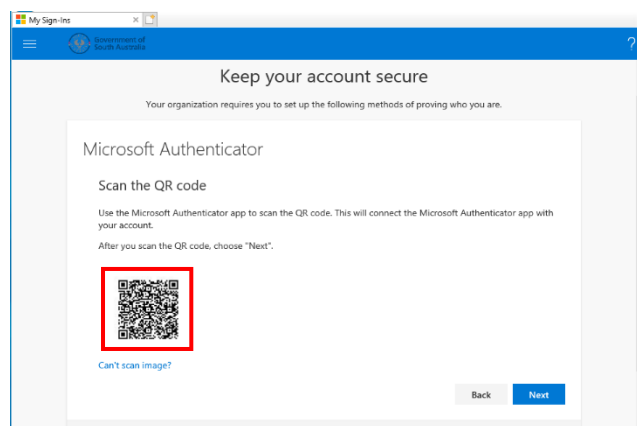 My Sign-Ins
Government of
South Australia
?
Keep your account secure
Your organization requires you to set up the following methods of proving who you are.
Microsoft Authenticator
Scan the QR code
Use the Microsoft Authenticator app to scan the QR code. This will connect the Microsoft Authenticator app with
your account.
After you scan the QR code, choose "Next".
Can't scan image?
Back Next